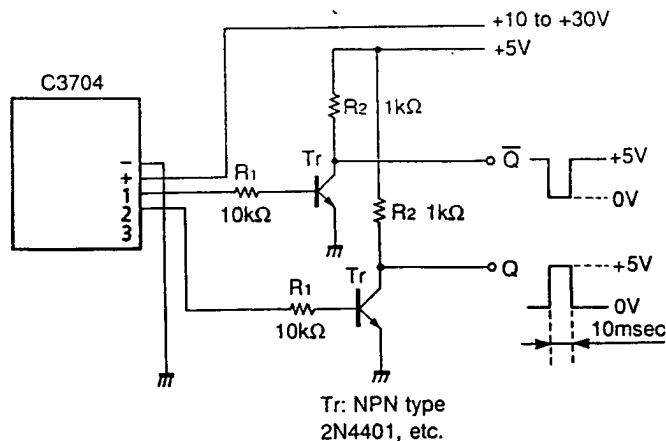 +10 to +30V
+5V
C3704
R2 1kΩ
Tr
Q̅
+5V
0V
−
+
1
2
3
R1
10kΩ
R2 1kΩ
Tr
Q
+5V
0V
R1
10kΩ
10msec
Tr: NPN type
2N4401, etc.